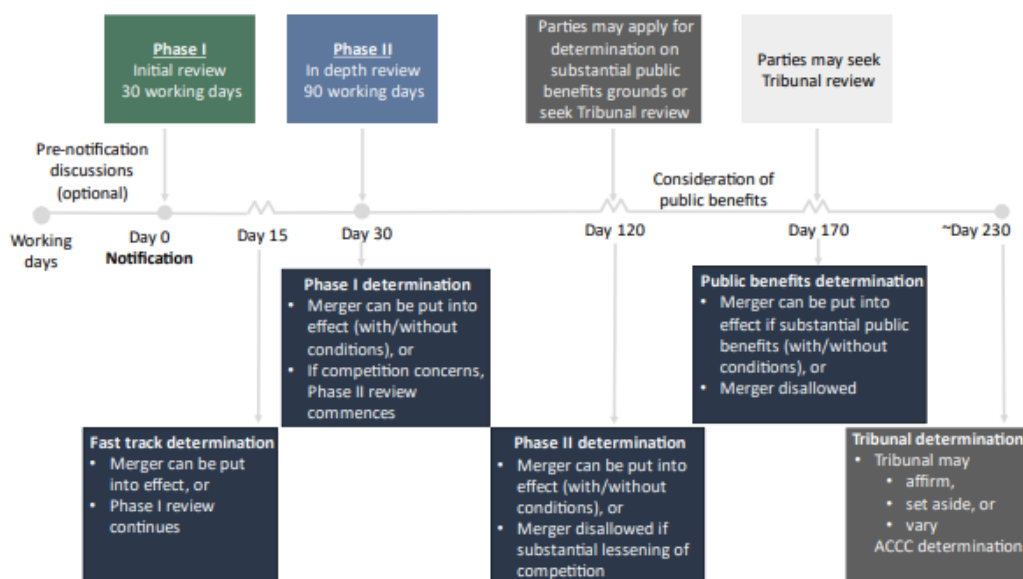 Phase I
Initial review
30 working days
Phase II
In depth review
90 working days
Parties may apply for
determination on
substantial public
benefits grounds or
seek Tribunal review
Parties may seek
Tribunal review
Pre-notification
discussions
(optional)
Consideration of
public benefits
Working
days
Day 0
Notification
Day 15
Day 30
Day 120
Day 170
~Day 230
Phase I determination
• Merger can be put into
effect (with/without
conditions), or
• If competition concerns,
Phase II review
commences
Public benefits determination
• Merger can be put into
effect if substantial public
benefits (with/without
conditions), or
• Merger disallowed
Fast track determination
• Merger can be put
into effect, or
• Phase I review
continues
Phase II determination
• Merger can be put into
effect (with/without
conditions), or
• Merger disallowed if
substantial lessening of
competition
Tribunal determination
• Tribunal may
• affirm,
• set aside, or
• vary
ACCC determination